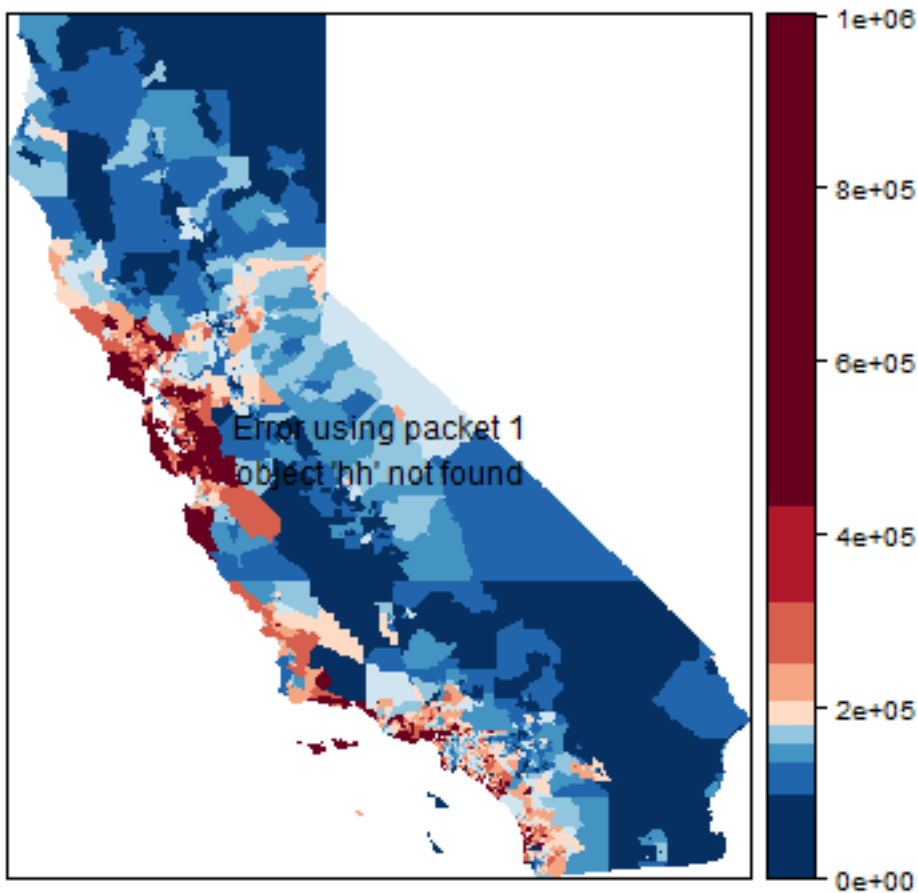 1e+06
8e+05
6e+05
Error using packet 1
object 'hh' not found
4e+05
2e+05
0e+00